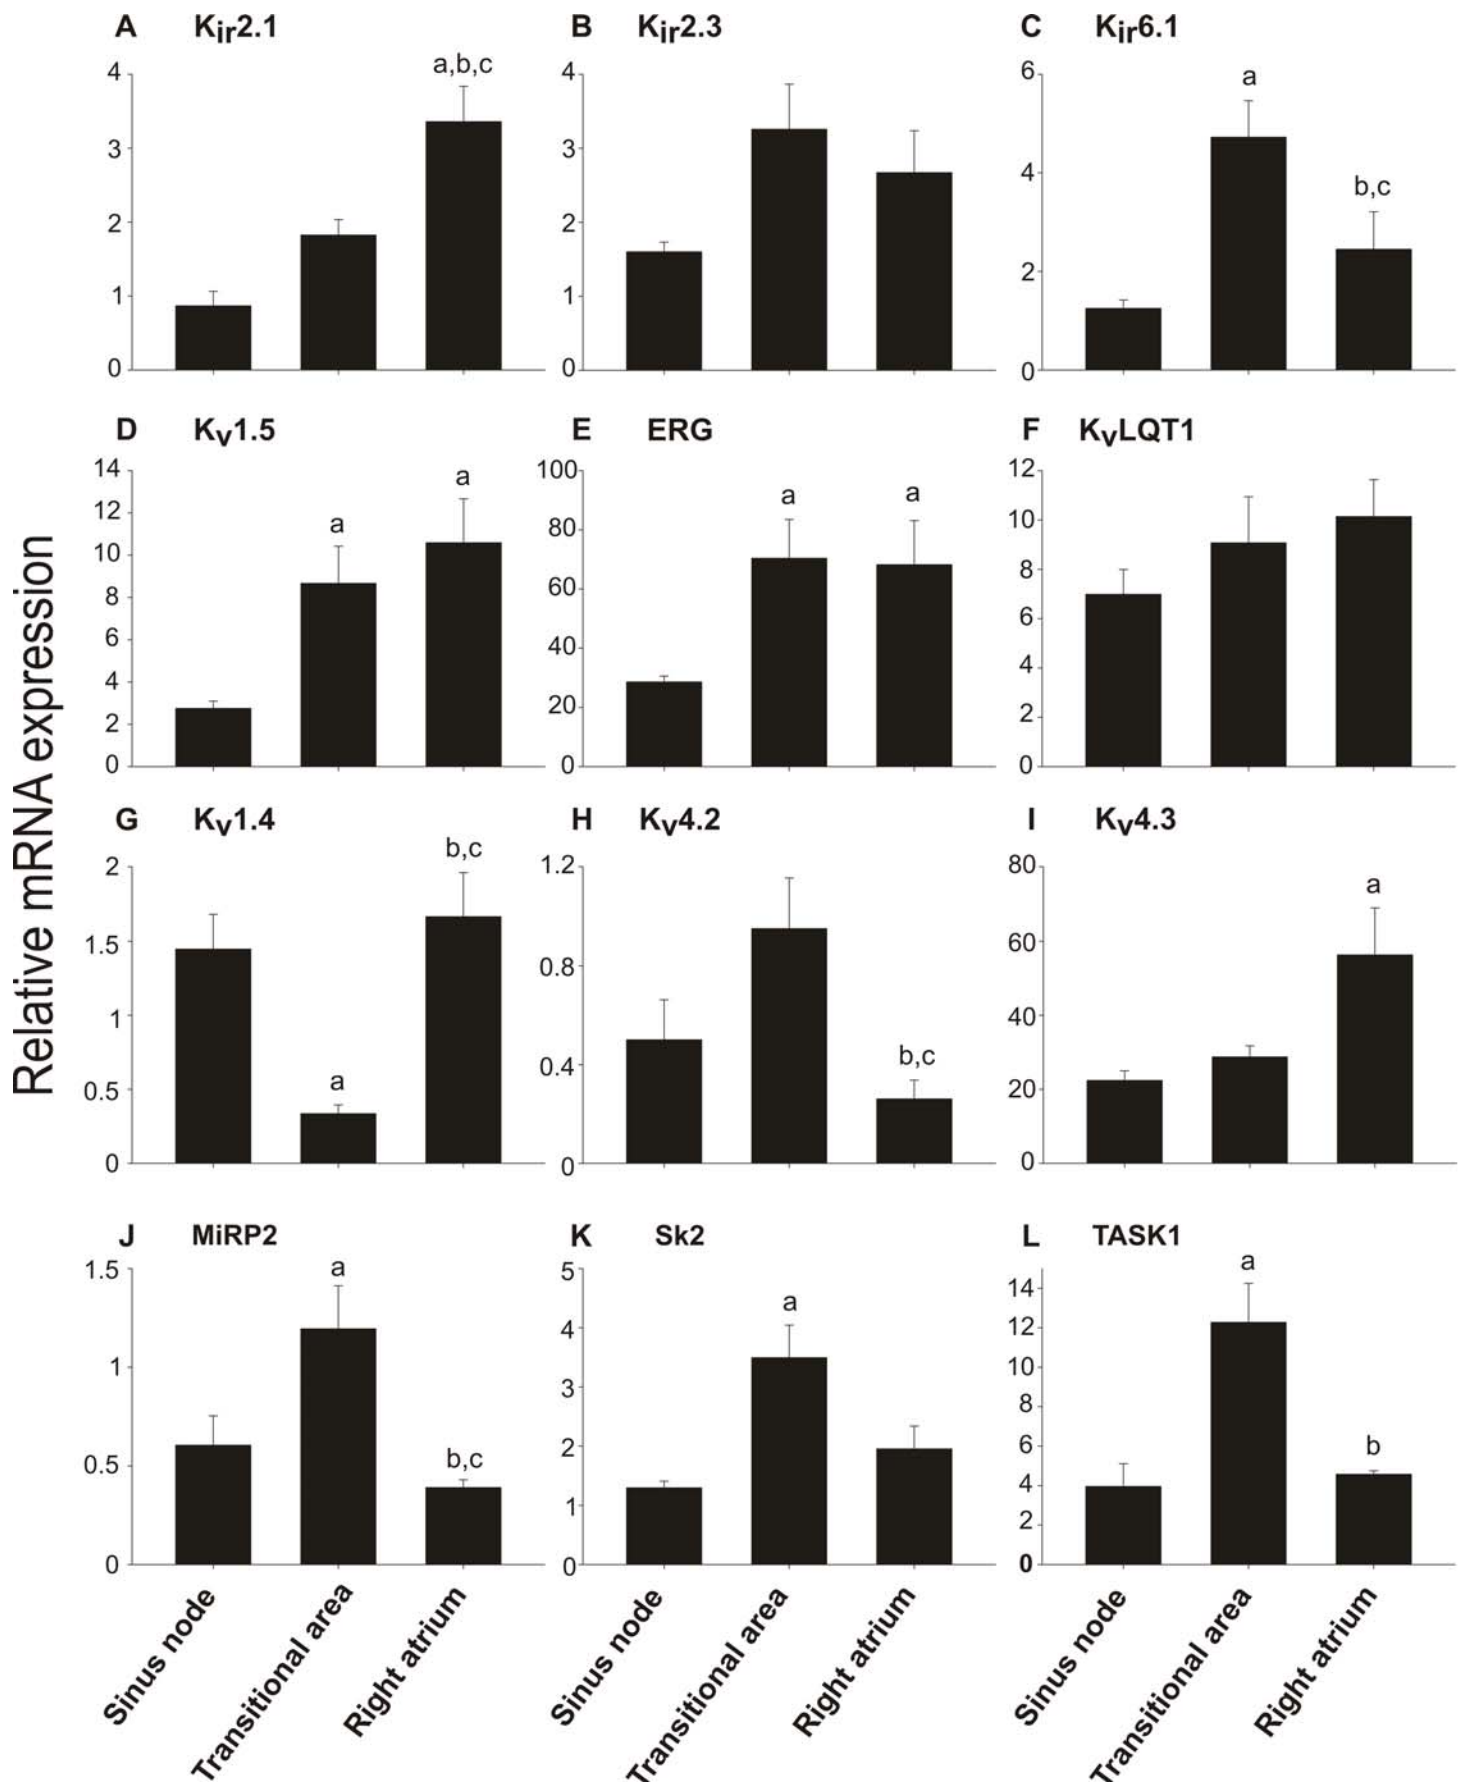 A Kir2.1
B Kir2.3
C Kir6.1
4
3
2
1
0
a,b,c
4
3
2
1
0
6
4
2
0
a
b,c
D Kv1.5
E ERG
F KvLQT1
14
12
10
8
6
4
2
0
a
a
100
80
60
40
20
0
a
a
12
10
8
6
4
2
0
Relative mRNA expression
G Kv1.4
H Kv4.2
I Kv4.3
2
1.5
1
0.5
0
a
b,c
1.2
0.8
0.4
0
b,c
80
60
40
20
0
a
J MiRP2
K Sk2
L TASK1
1.5
1
0.5
0
a
b,c
5
4
3
2
1
0
a
14
12
10
8
6
4
2
0
a
b
Sinus node
Transitional area
Right atrium
Sinus node
Transitional area
Right atrium
Sinus node
Transitional area
Right atrium